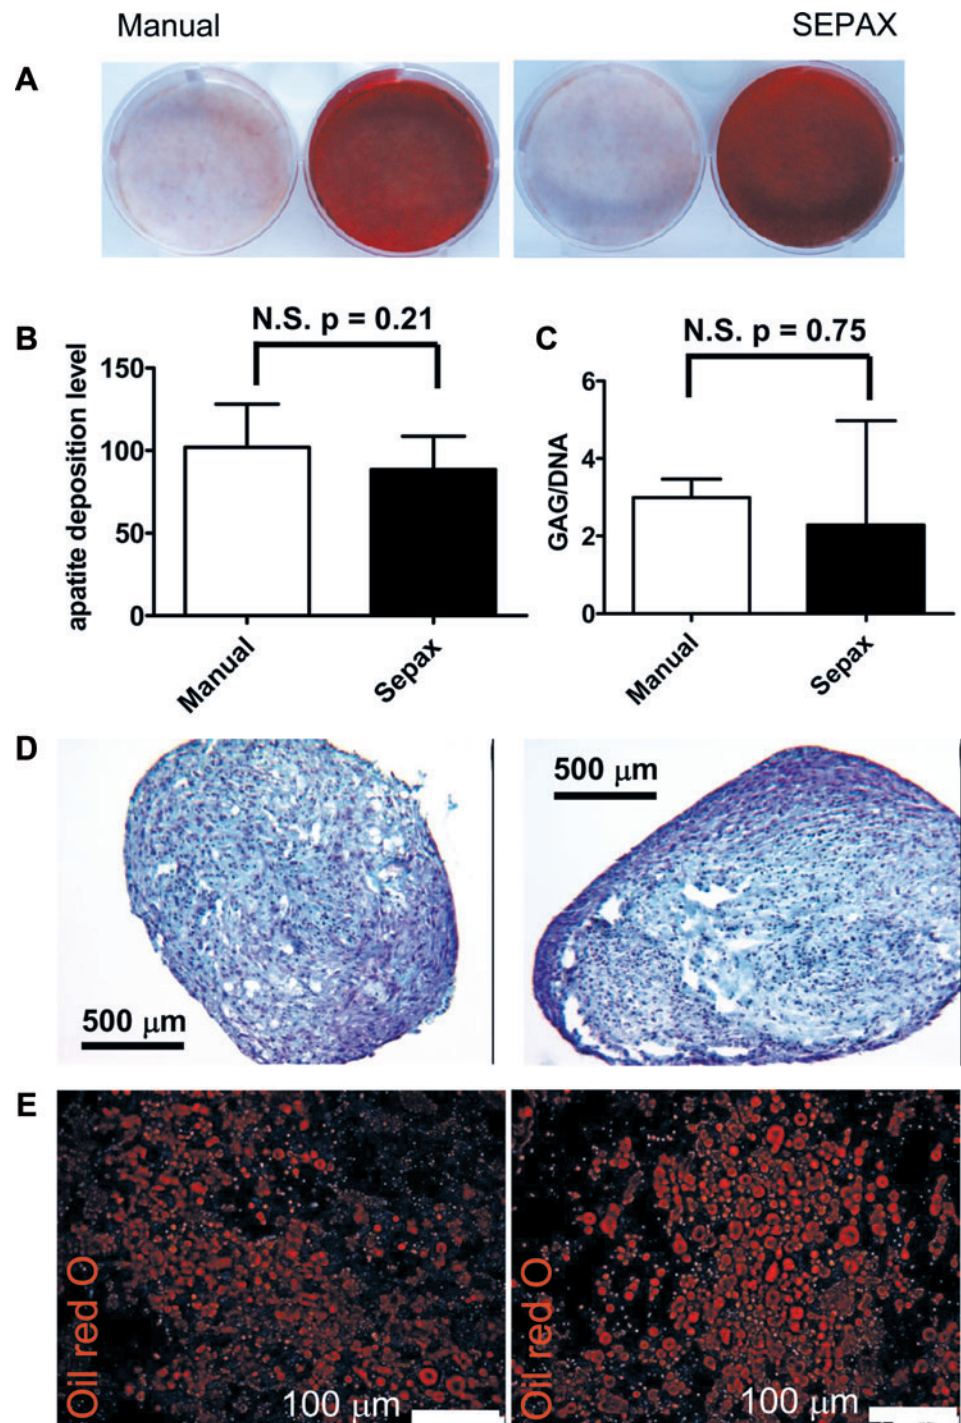 Manual SEPAX
A
B
N.S. p = 0.21
apatite deposition level
150
100
50
0
Manual
Sepax
C
N.S. p = 0.75
GAG/DNA
6
4
2
0
Manual
Sepax
D
500 μm
500 μm
E
Oil red O
100 μm
Oil red O
100 μm